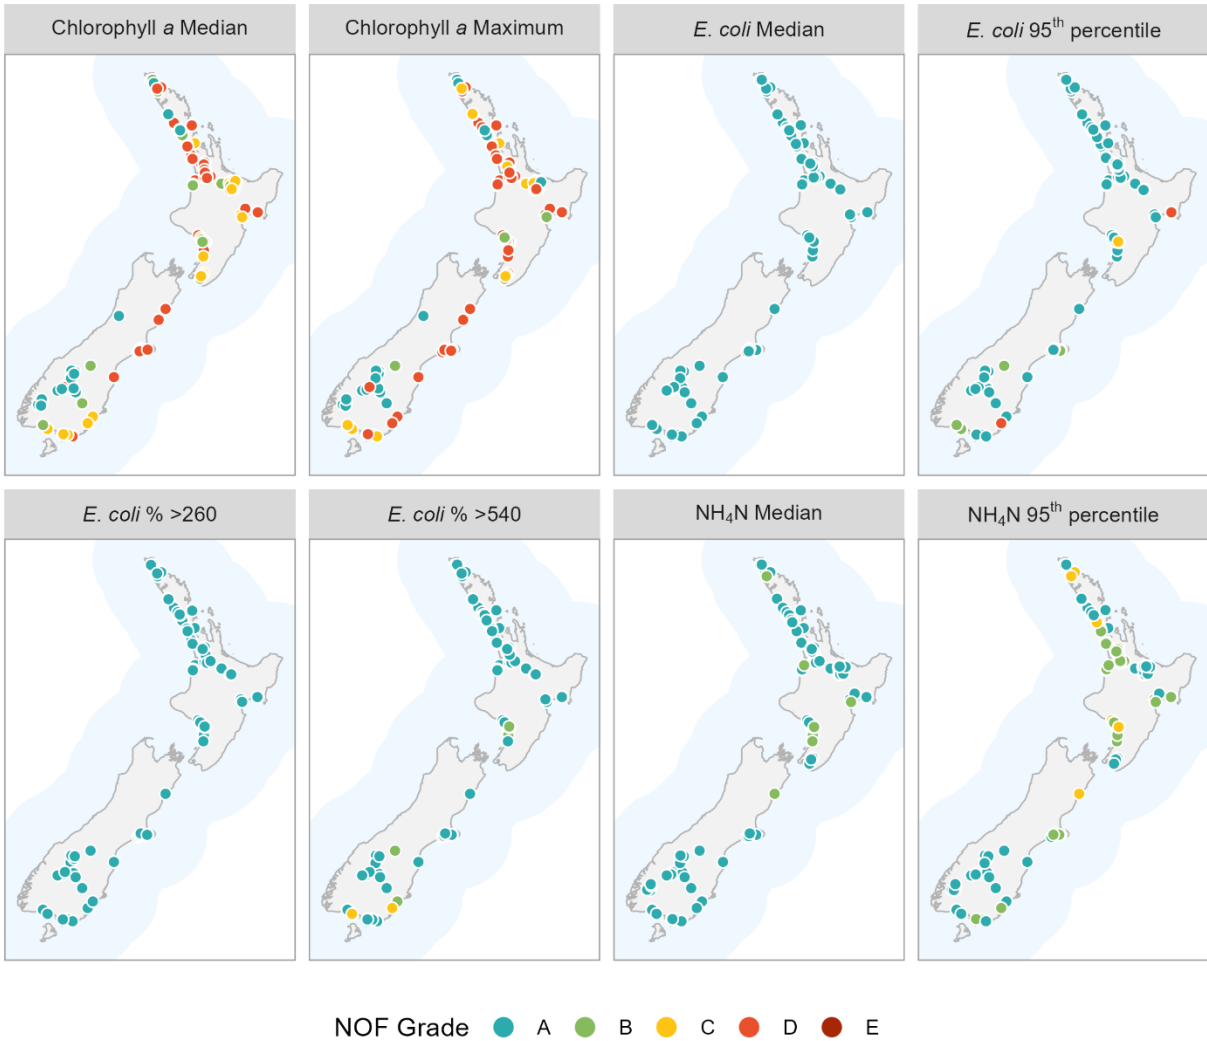 Chlorophyll a Median
Chlorophyll a Maximum
E. coli Median
E. coli 95th percentile
E. coli % >260
E. coli % >540
NH₄N Median
NH₄N 95th percentile
NOF Grade A B C D E